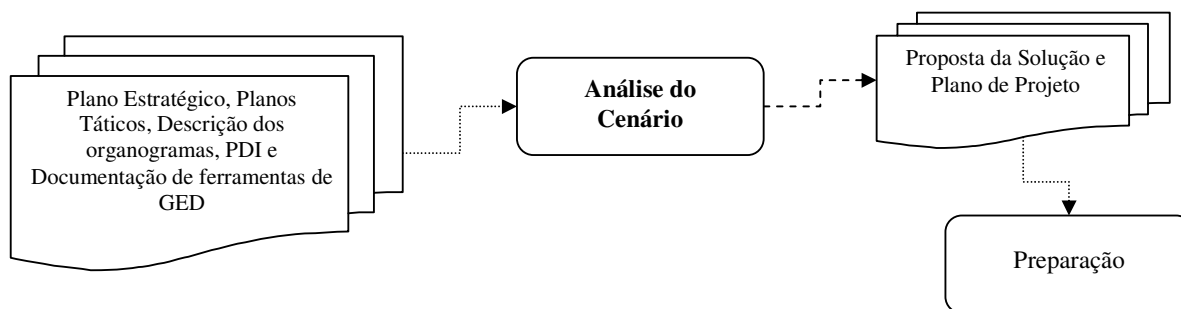 Plano Estratégico, Planos
Táticos, Descrição dos
organogramas, PDI e
Documentação de ferramentas de
GED
Análise do
Cenário
Proposta da Solução e
Plano de Projeto
Preparação